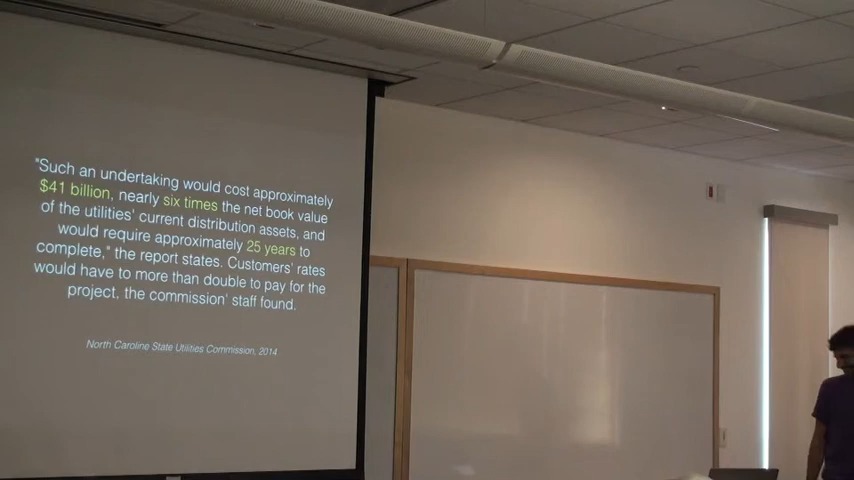 "Such an undertaking would cost approximately
$41 billion, nearly six times the net book value
of the utilities' current distribution assets, and
would require approximately 25 years to
complete," the report states. Customers' rates
would have to more than double to pay for the
project, the commission' staff found.
North Caroline State Utilities Commission, 2014